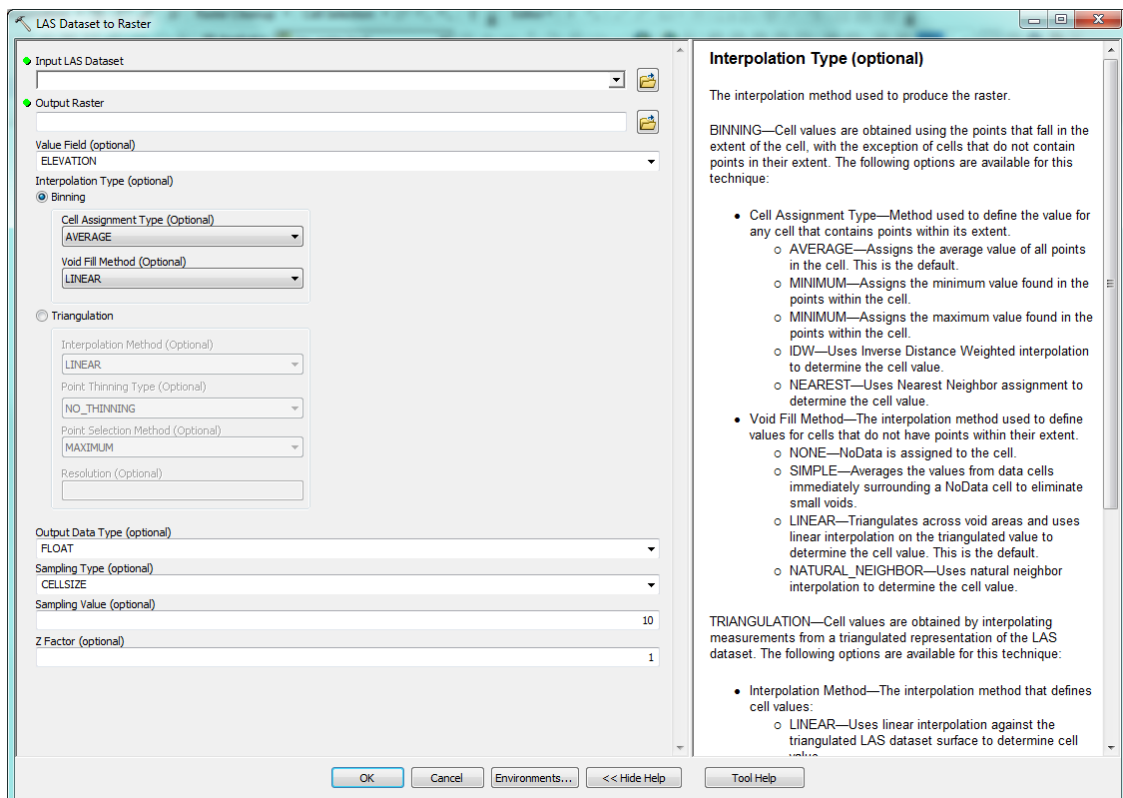 LAS Dataset to Raster
Input LAS Dataset
Output Raster
Value Field (optional)
ELEVATION
Interpolation Type (optional)
Binning
Cell Assignment Type (Optional)
AVERAGE
Void Fill Method (Optional)
LINEAR
Triangulation
Interpolation Method (Optional)
LINEAR
Point Thinning Type (Optional)
NO_THINNING
Point Selection Method (Optional)
MAXIMUM
Resolution (Optional)
Output Data Type (optional)
FLOAT
Sampling Type (optional)
CELLSIZE
Sampling Value (optional)
10
Z Factor (optional)
1
Interpolation Type (optional)
The interpolation method used to produce the raster.
BINNING—Cell values are obtained using the points that fall in the
extent of the cell, with the exception of cells that do not contain
points in their extent. The following options are available for this
technique:
Cell Assignment Type—Method used to define the value for
any cell that contains points within its extent.
AVERAGE—Assigns the average value of all points
in the cell. This is the default.
MINIMUM—Assigns the minimum value found in the
points within the cell.
MINIMUM—Assigns the maximum value found in the
points within the cell.
IDW—Uses Inverse Distance Weighted interpolation
to determine the cell value.
NEAREST—Uses Nearest Neighbor assignment to
determine the cell value.
Void Fill Method—The interpolation method used to define
values for cells that do not have points within their extent.
NONE—NoData is assigned to the cell.
SIMPLE—Averages the values from data cells
immediately surrounding a NoData cell to eliminate
small voids.
LINEAR—Triangulates across void areas and uses
linear interpolation on the triangulated value to
determine the cell value. This is the default.
NATURAL_NEIGHBOR—Uses natural neighbor
interpolation to determine the cell value.
TRIANGULATION—Cell values are obtained by interpolating
measurements from a triangulated representation of the LAS
dataset. The following options are available for this technique:
Interpolation Method—The interpolation method that defines
cell values:
LINEAR—Uses linear interpolation against the
triangulated LAS dataset surface to determine cell
OK
Cancel
Environments...
<< Hide Help
Tool Help